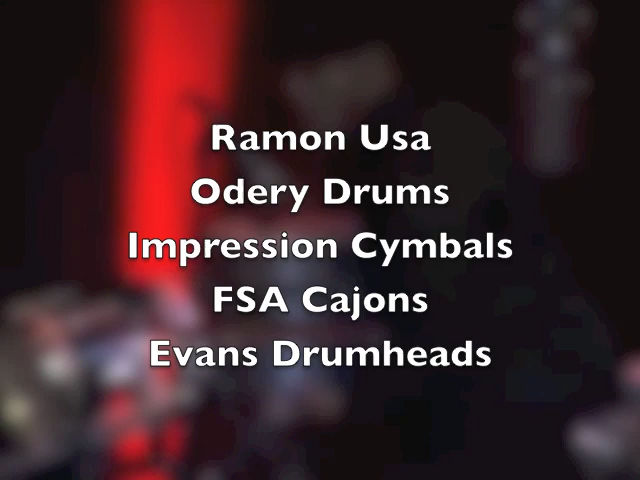 Ramon Usa
Odery Drums
Impression Cymbals
FSA Cajons
Evans Drumheads